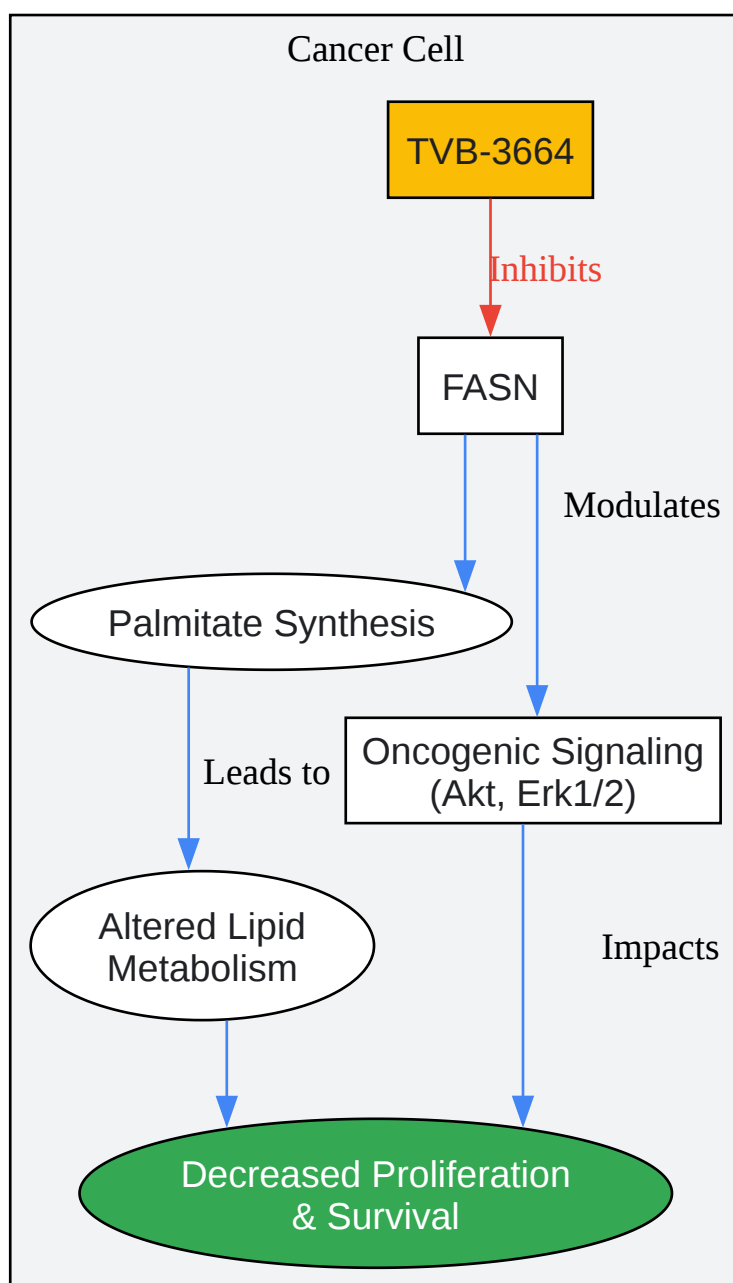 Cancer Cell
TVB-3664
Inhibits
FASN
Modulates
Palmitate Synthesis
Oncogenic Signaling
(Akt, Erk1/2)
Leads to
Altered Lipid
Metabolism
Impacts
Decreased Proliferation
& Survival